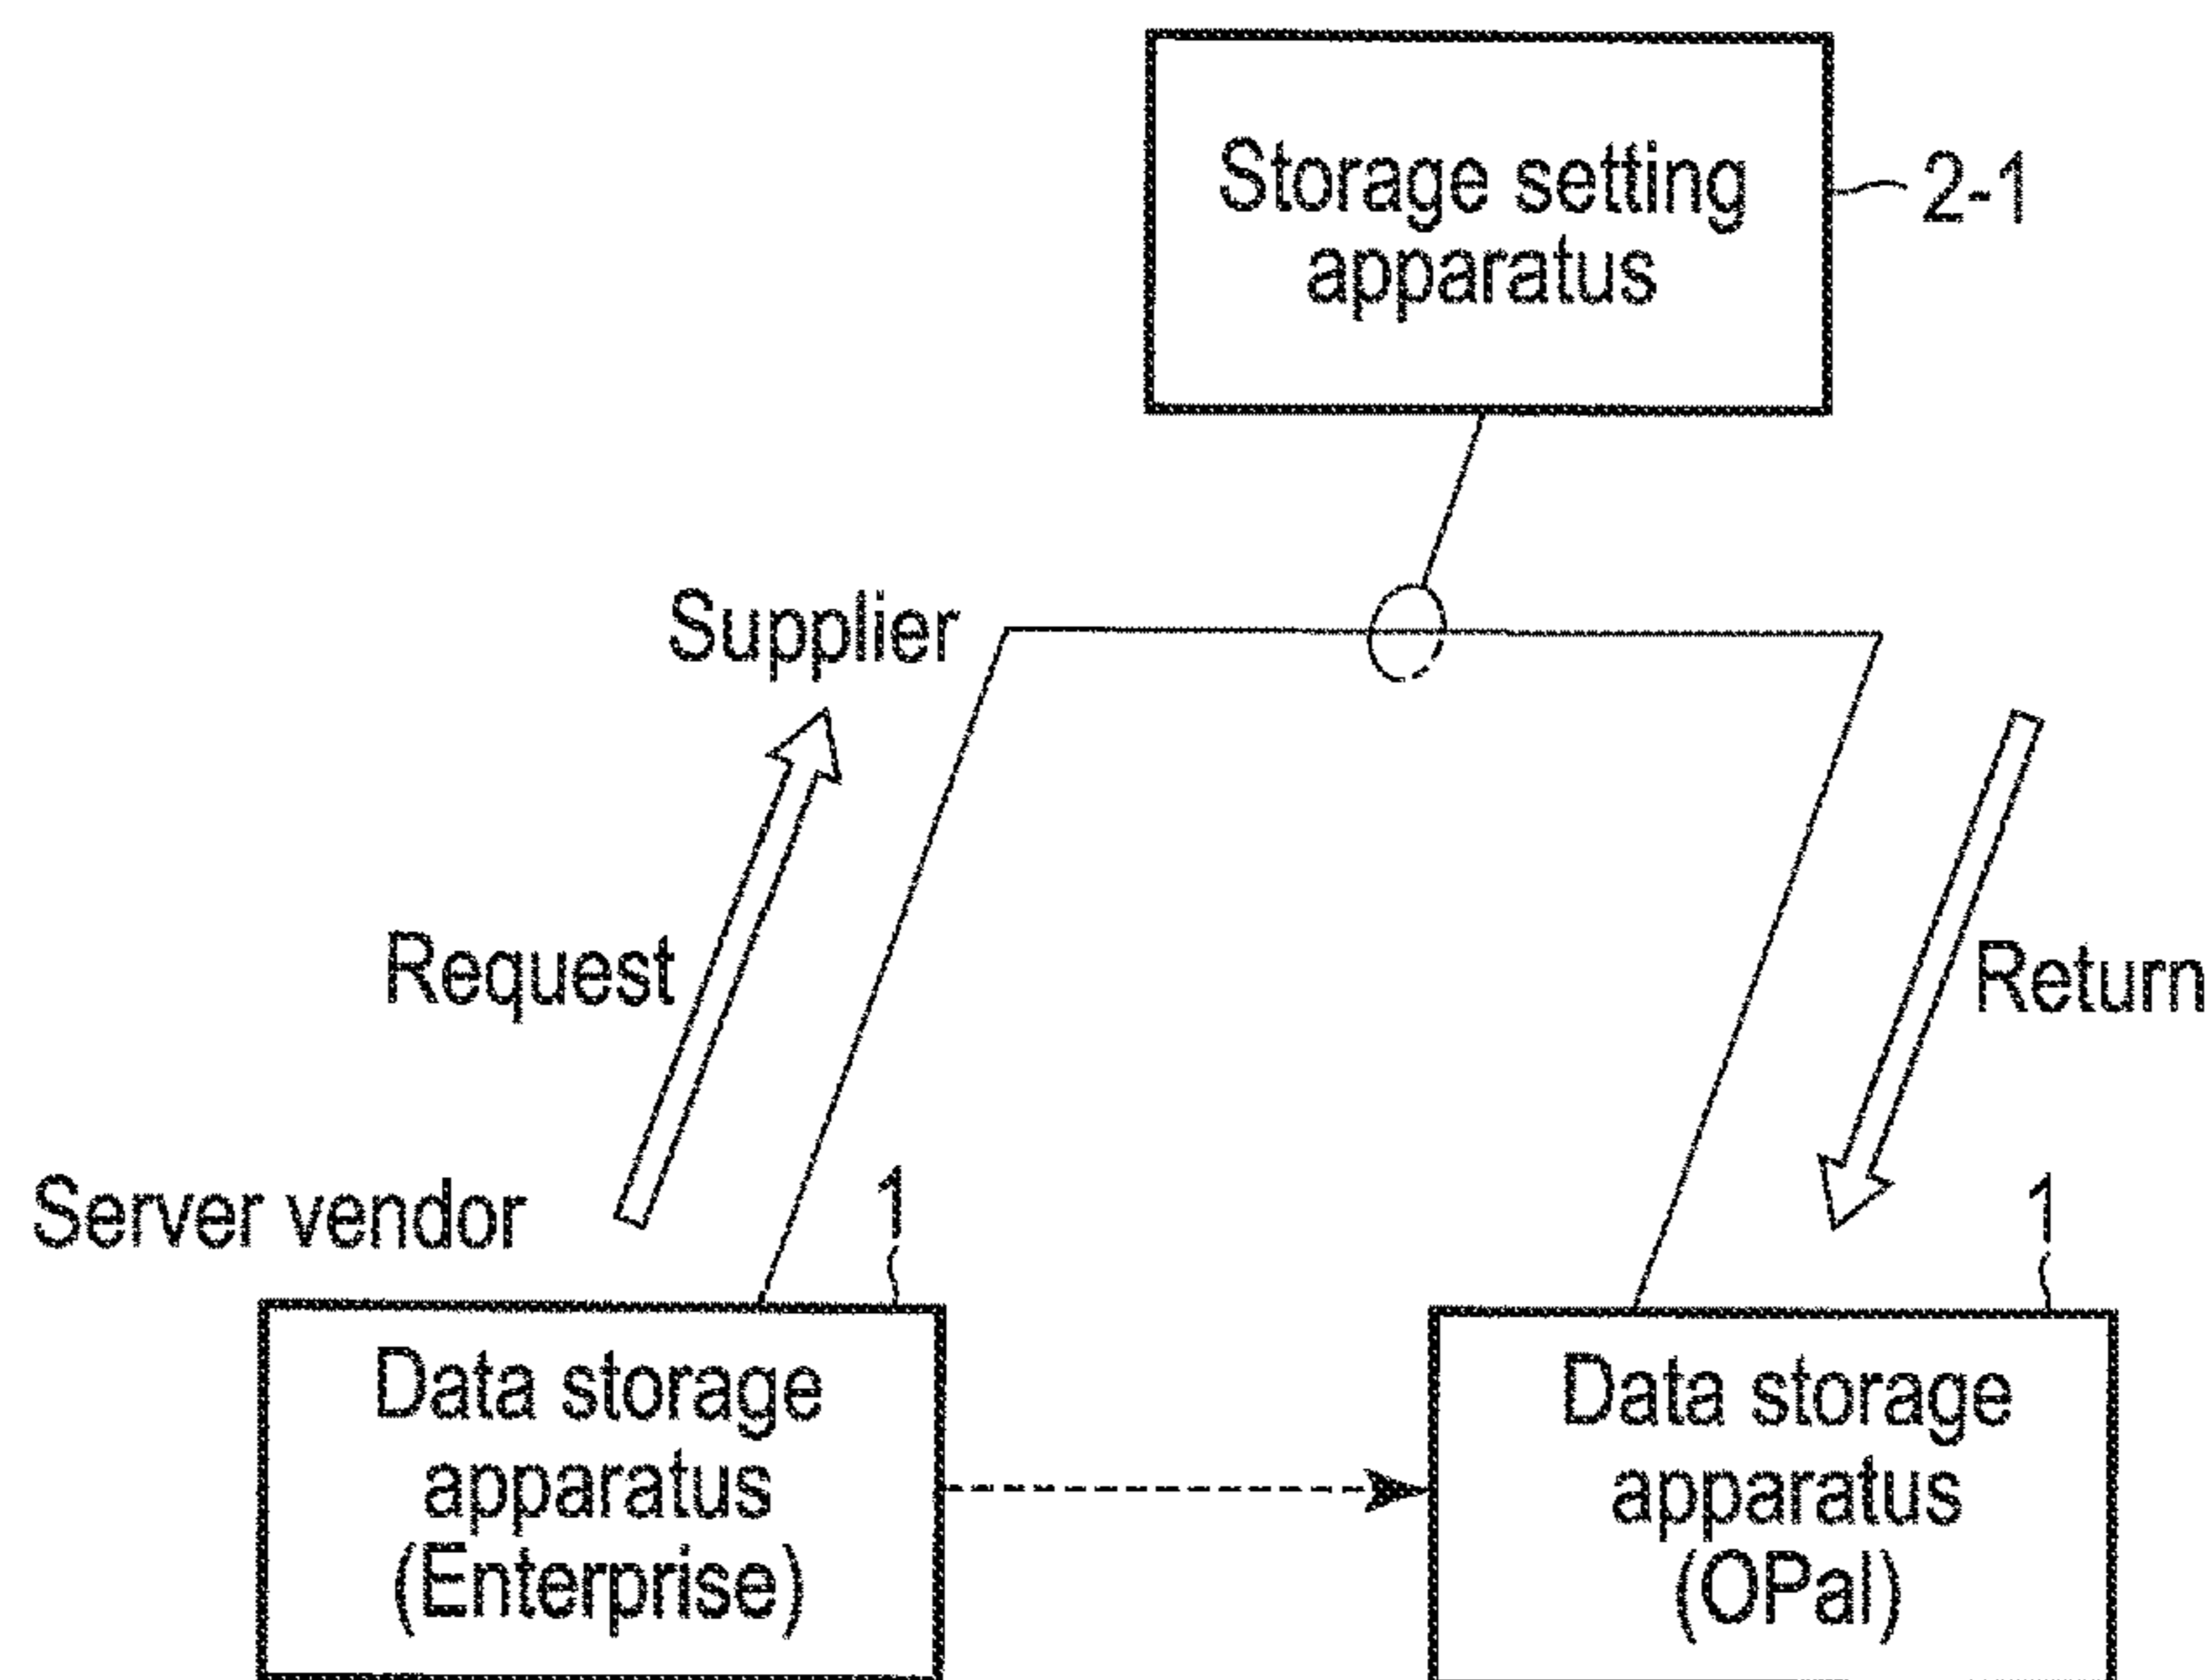 Storage setting
apparatus
2-1
Supplier
Request
Return
Server vendor
1
1
Data storage
apparatus
(Enterprise)
Data storage
apparatus
(OPal)